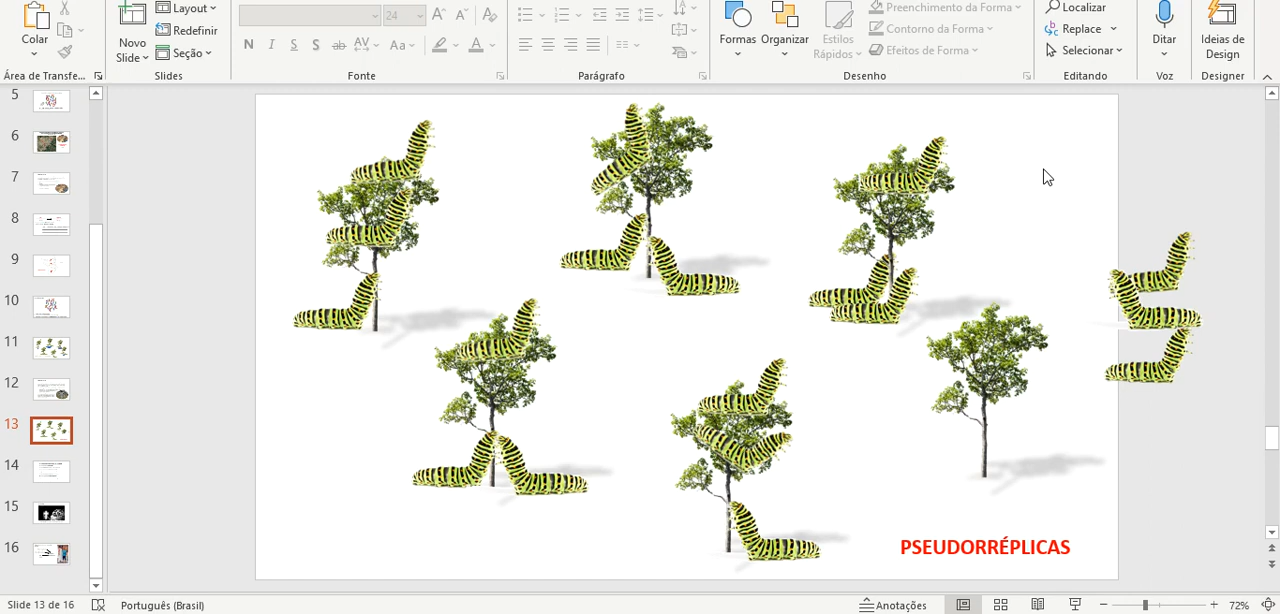 Colar
Área de Transfe...
Novo
Slide
Layout
Redefinir
Seção
Slides
24
N I S S ab AV Aa A
Fonte
Parágrafo
Formas
Organizar
Estilos
Rápidos
Preenchimento da Forma
Contorno da Forma
Efeitos de Forma
Desenho
Localizar
Replace
Selecionar
Editando
Ditar
Voz
Ideias de
Design
Designer
5
6
7
8
9
10
11
12
13
14
15
16
PSEUDORRÉPLICAS
Slide 13 de 16
Português (Brasil)
Anotações
72%